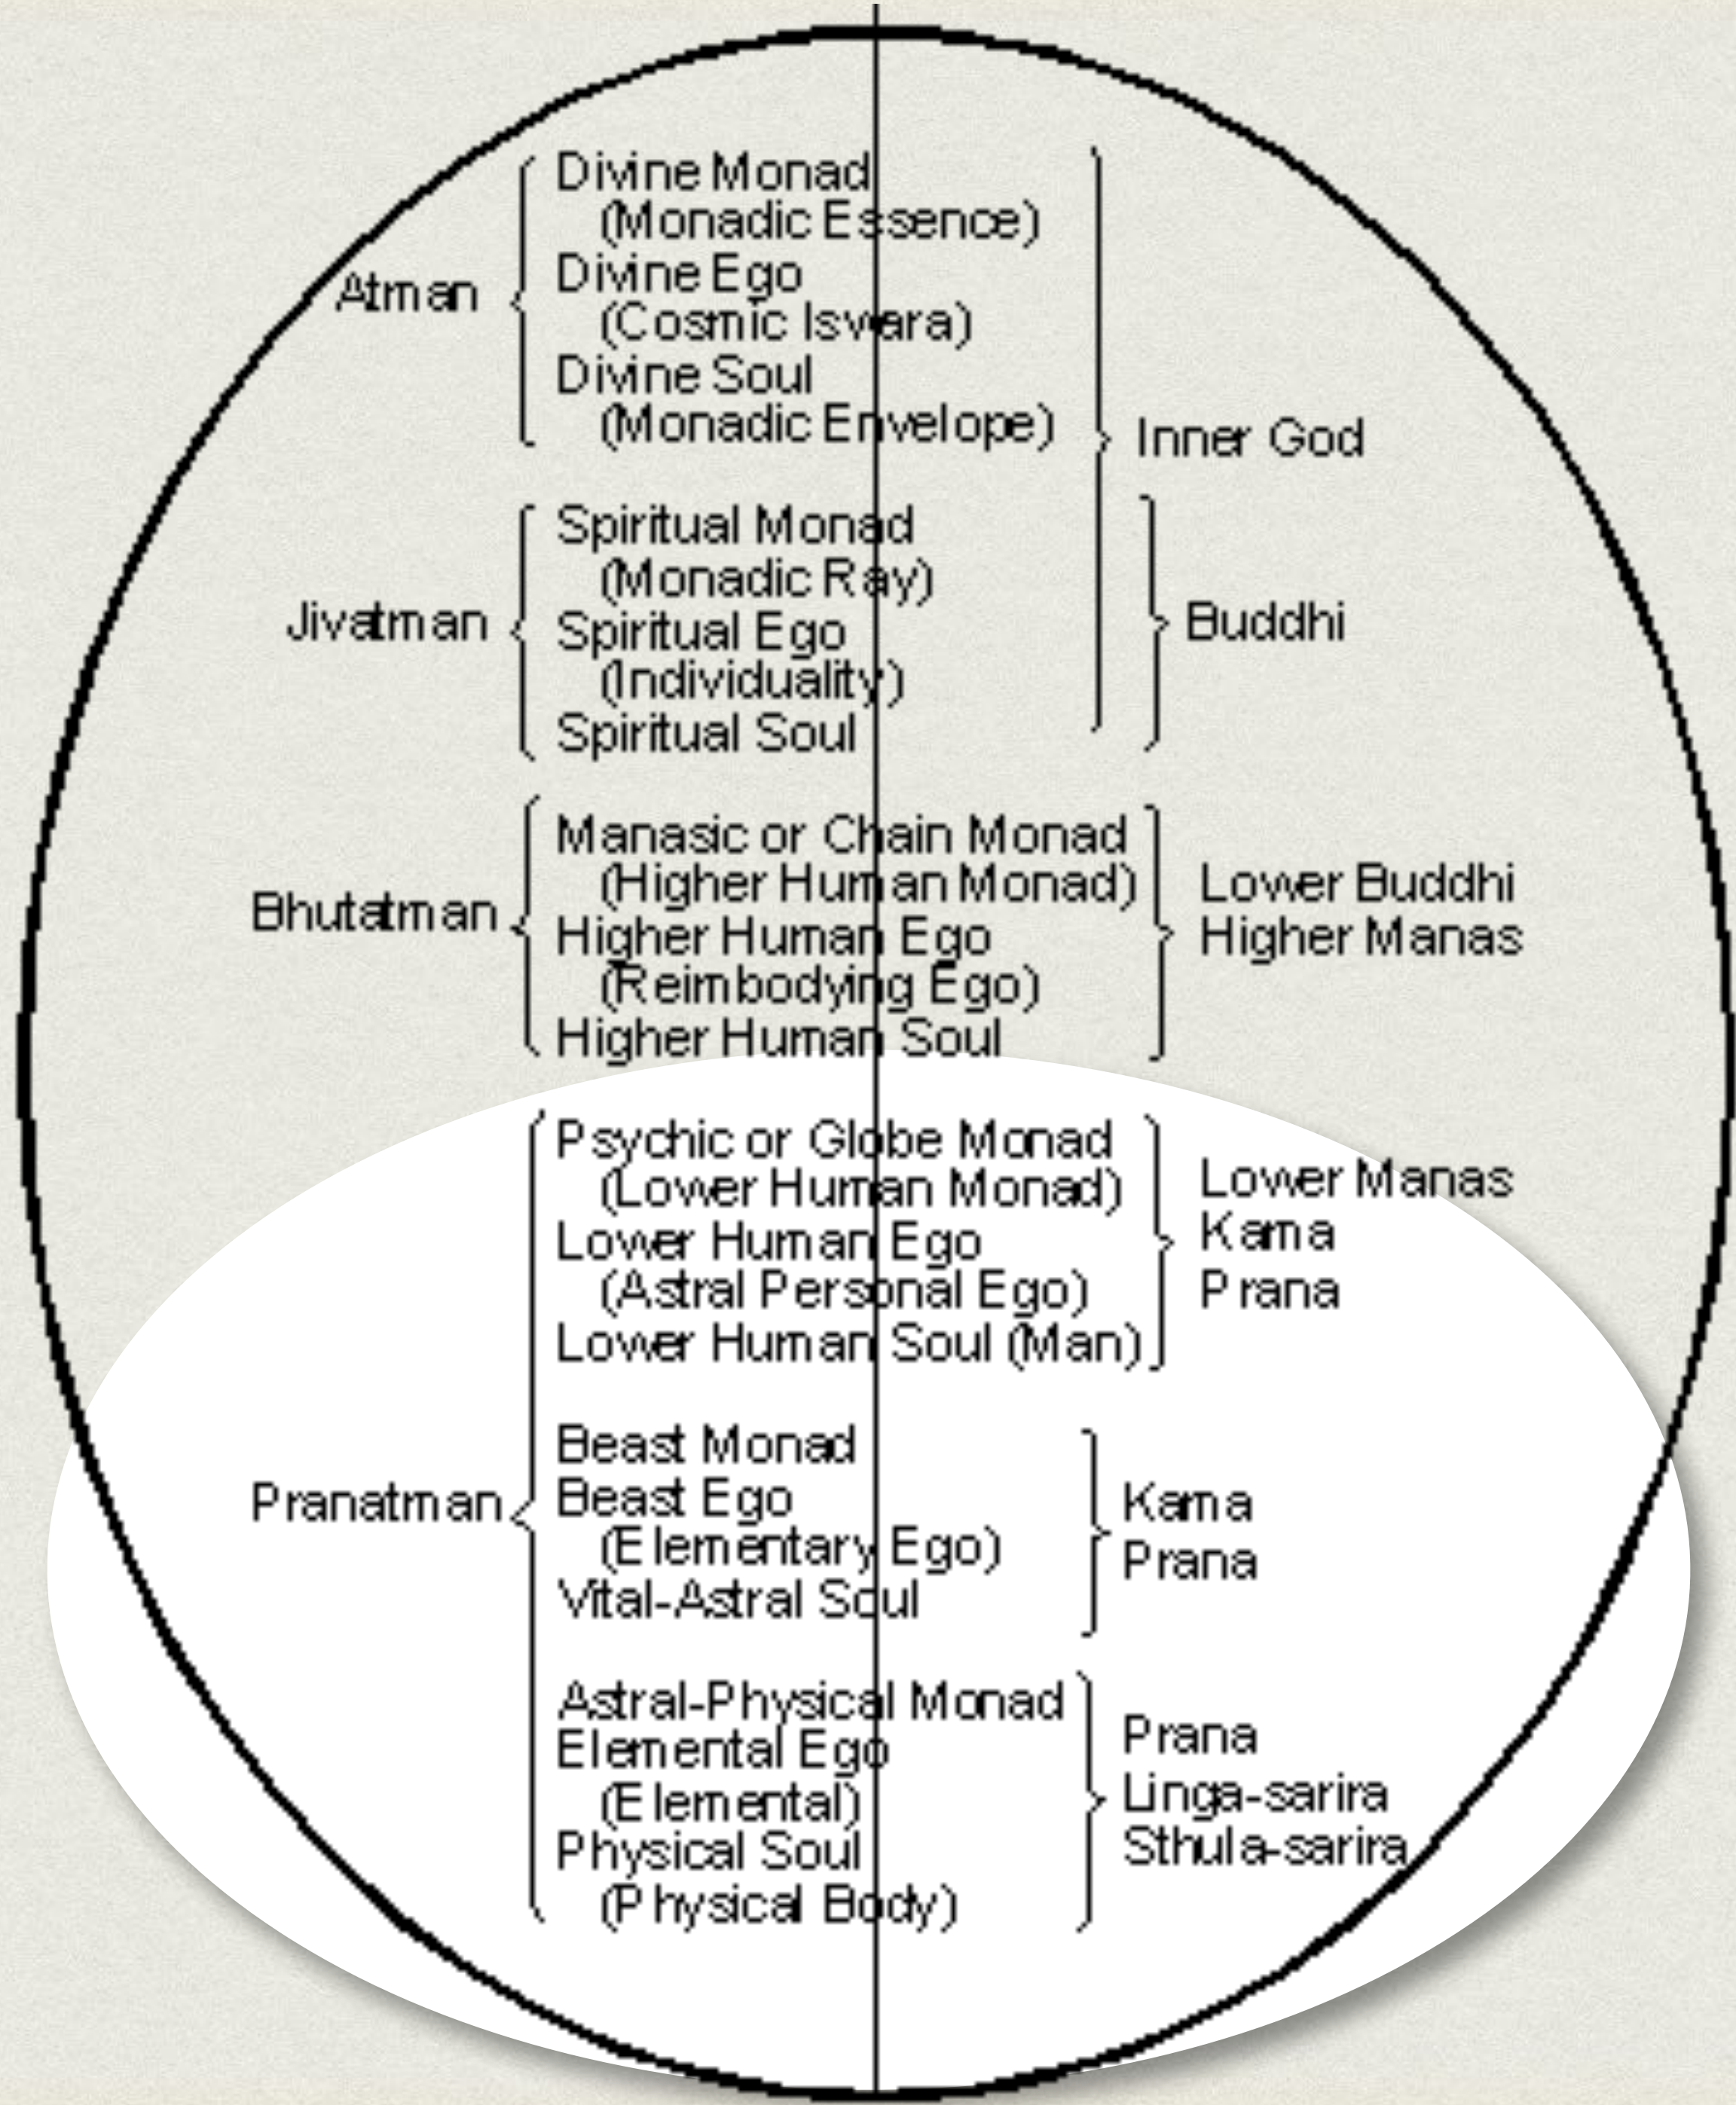 Atman
Divine Monad
(Monadic Essence)
Divine Ego
(Cosmic Iswara)
Divine Soul
(Monadic Envelope)
Inner God
Jivatman
Spiritual Monad
(Monadic Ray)
Spiritual Ego
(Individuality)
Spiritual Soul
Buddhi
Bhutatman
Manasic or Chain Monad
(Higher Human Monad)
Higher Human Ego
(Reimbodying Ego)
Higher Human Soul
Lower Buddhi
Higher Manas
Pranatman
Psychic or Globe Monad
(Lower Human Monad)
Lower Human Ego
(Astral Personal Ego)
Lower Human Soul (Man)
Lower Manas
Kama
Prana
Beast Monad
Beast Ego
(Elementary Ego)
Vital-Astral Soul
Kama
Prana
Astral-Physical Monad
Elemental Ego
(Elemental)
Physical Soul
(Physical Body)
Prana
Linga-sarira
Sthula-sarira